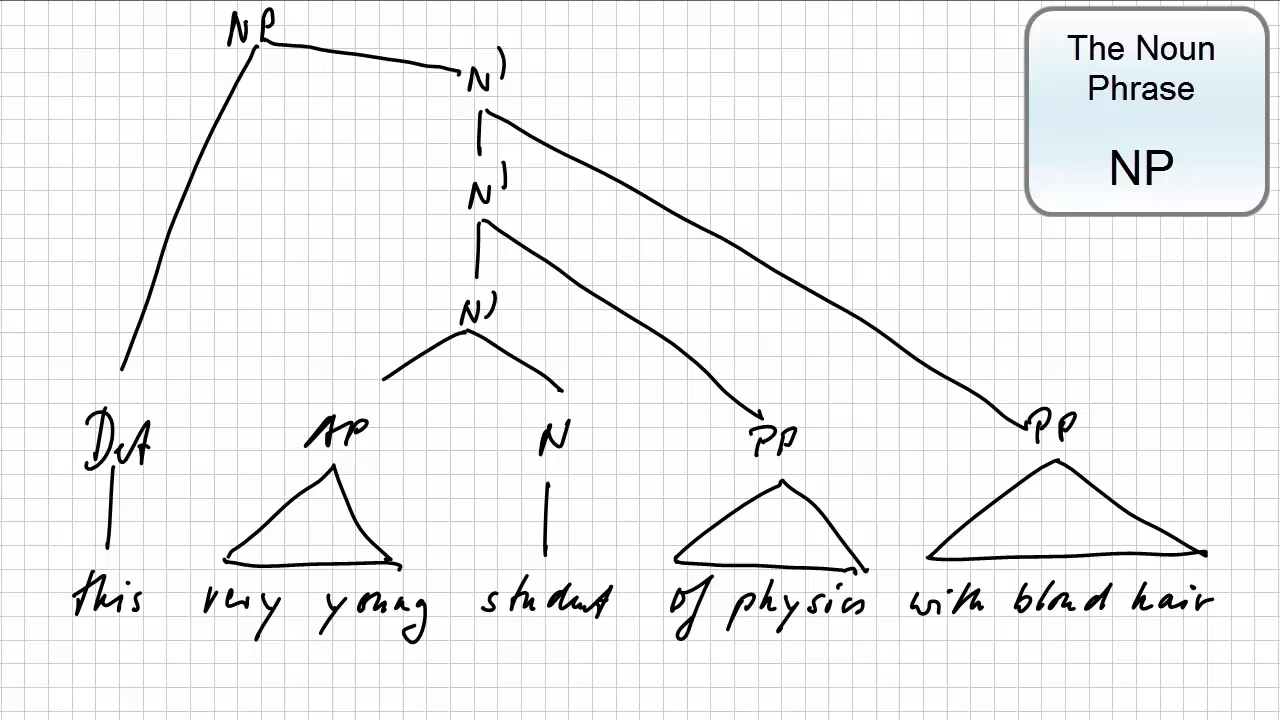 The Noun
Phrase
NP
NP
N'
N'
N'
Det AP N PP PP
this very young student of physics with blond hair